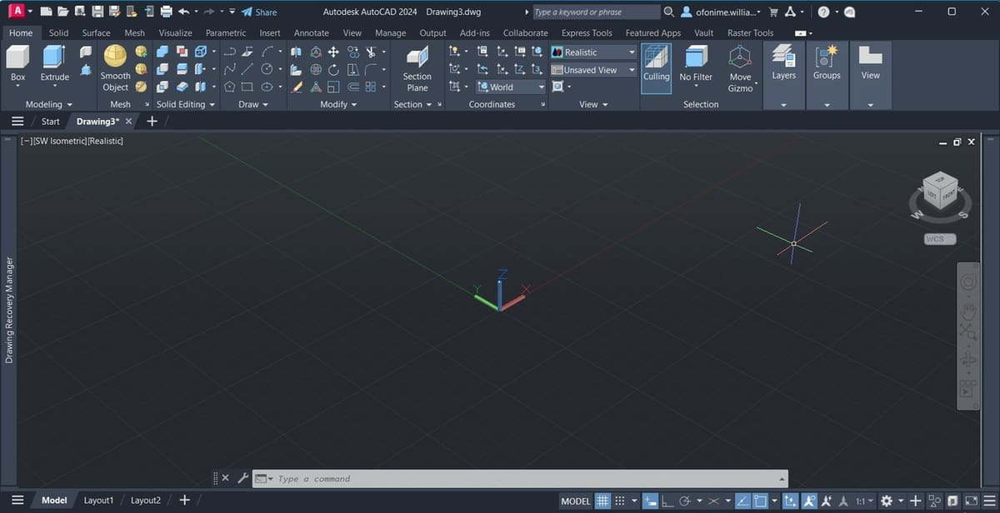 A Share Autodesk AutoCAD 2024 Drawing3.dwg Type a keyword or phrase ofonime.willia...
Home Solid Surface Mesh Visualize Parametric Insert Annotate View Manage Output Add-ins Collaborate Express Tools Featured Apps Vault Raster Tools
Box Extrude Smooth Object Section Plane Realistic Unsaved View World Culling No Filter Move Gizmo Layers Groups View
Modeling Mesh Solid Editing Draw Modify Section Coordinates View Selection
Start Drawing3* +
[−][SW Isometric][Realistic]
TOP
LEFT FRONT
W S
WCS
Drawing Recovery Manager
Z
Y X
Type a command
Model Layout1 Layout2 + MODEL 1:1